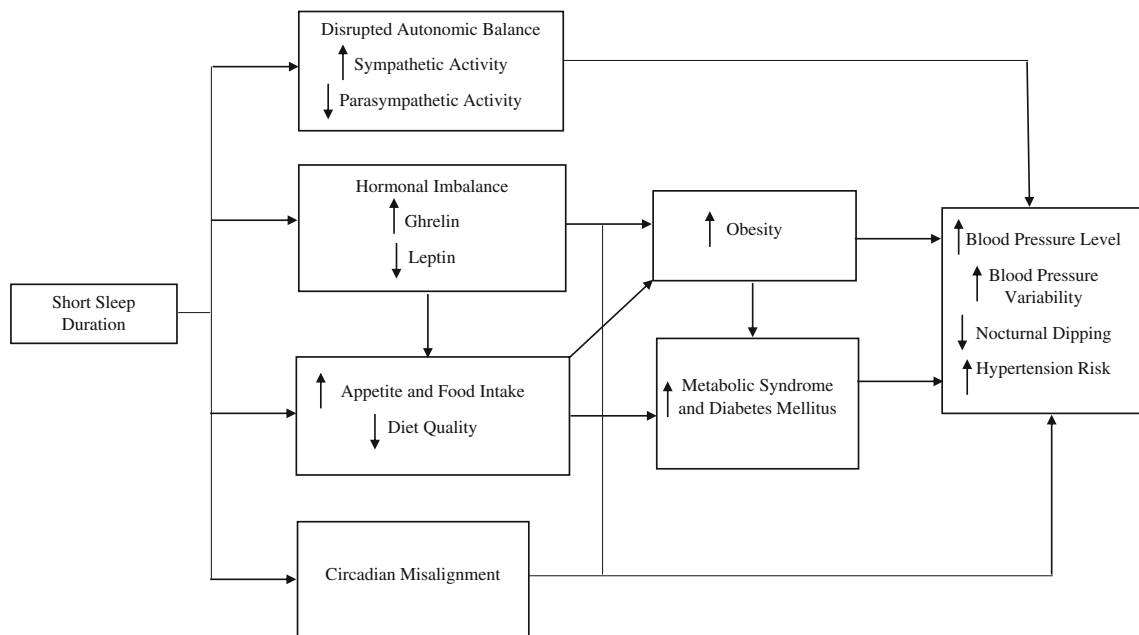 Disrupted Autonomic Balance
Sympathetic Activity
Parasympathetic Activity
Hormonal Imbalance
Ghrelin
Leptin
Obesity
Blood Pressure Level
Blood Pressure
Variability
Nocturnal Dipping
Hypertension Risk
Short Sleep
Duration
Appetite and Food Intake
Diet Quality
Metabolic Syndrome
and Diabetes Mellitus
Circadian Misalignment